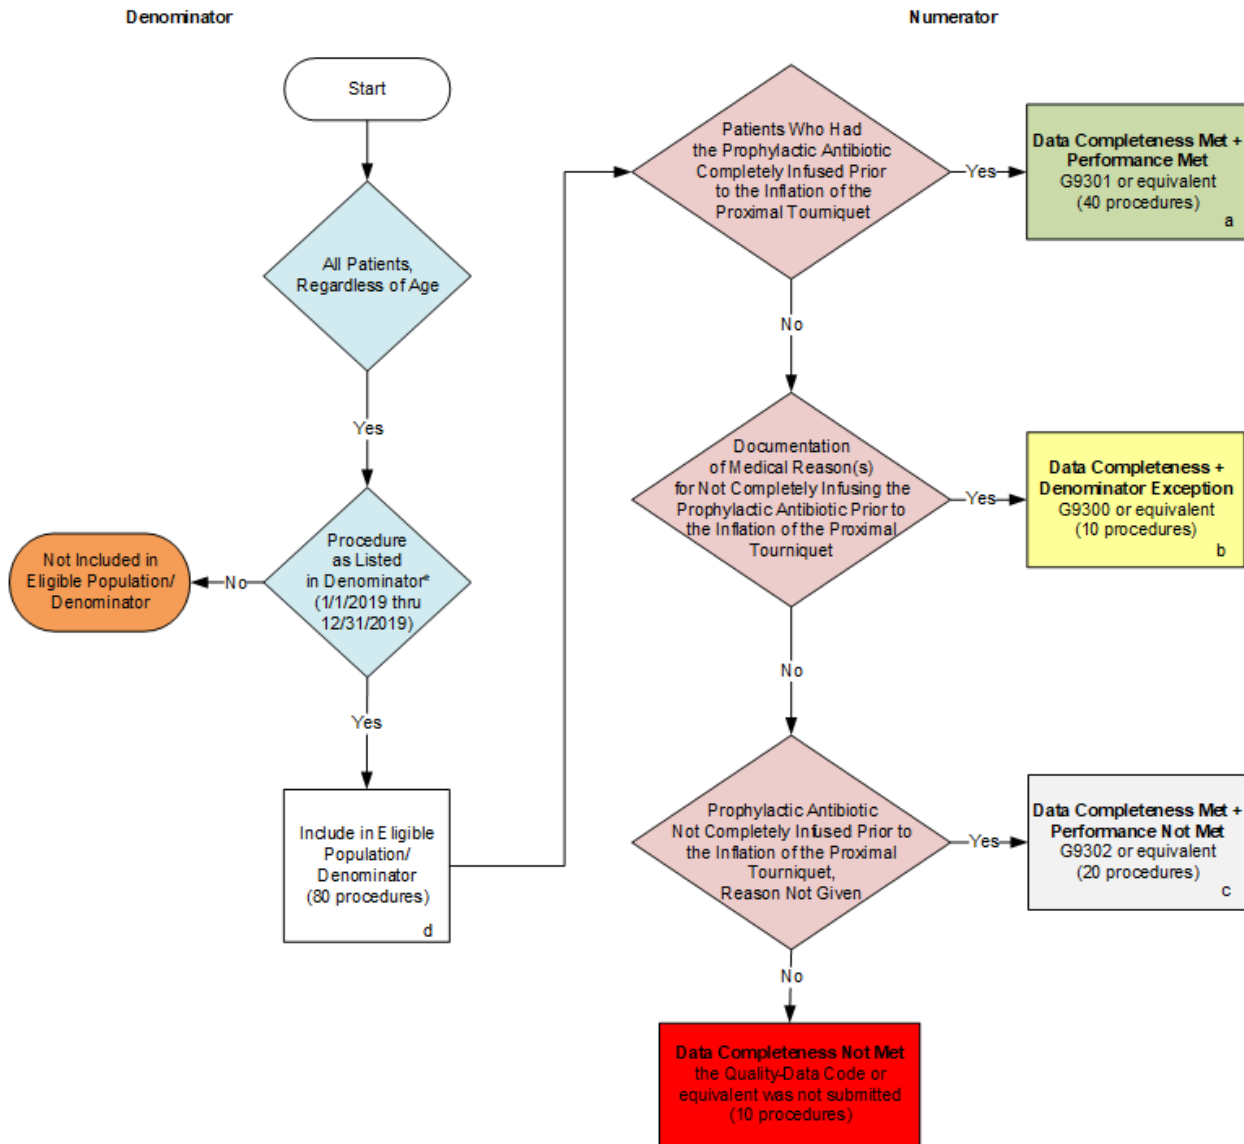 Denominator
Numerator
Start
All Patients,
Regardless of Age
Yes
Procedure
as Listed
in Denominator*
(1/1/2019 thru
12/31/2019)
No
Not Included in
Eligible Population/
Denominator
Yes
Include in Eligible
Population/
Denominator
(80 procedures)
d
Patients Who Had
the Prophylactic Antibiotic
Completely Infused Prior
to the Inflation of the
Proximal Tourniquet
Yes
Data Completeness Met +
Performance Met
G9301 or equivalent
(40 procedures)
a
No
Documentation
of Medical Reason(s)
for Not Completely Infusing the
Prophylactic Antibiotic Prior to
the Inflation of the Proximal
Tourniquet
Yes
Data Completeness +
Denominator Exception
G9300 or equivalent
(10 procedures)
b
No
Prophylactic Antibiotic
Not Completely Infused Prior to
the Inflation of the Proximal
Tourniquet,
Reason Not Given
Yes
Data Completeness Met +
Performance Not Met
G9302 or equivalent
(20 procedures)
c
No
Data Completeness Not Met
the Quality-Data Code or
equivalent was not submitted
(10 procedures)